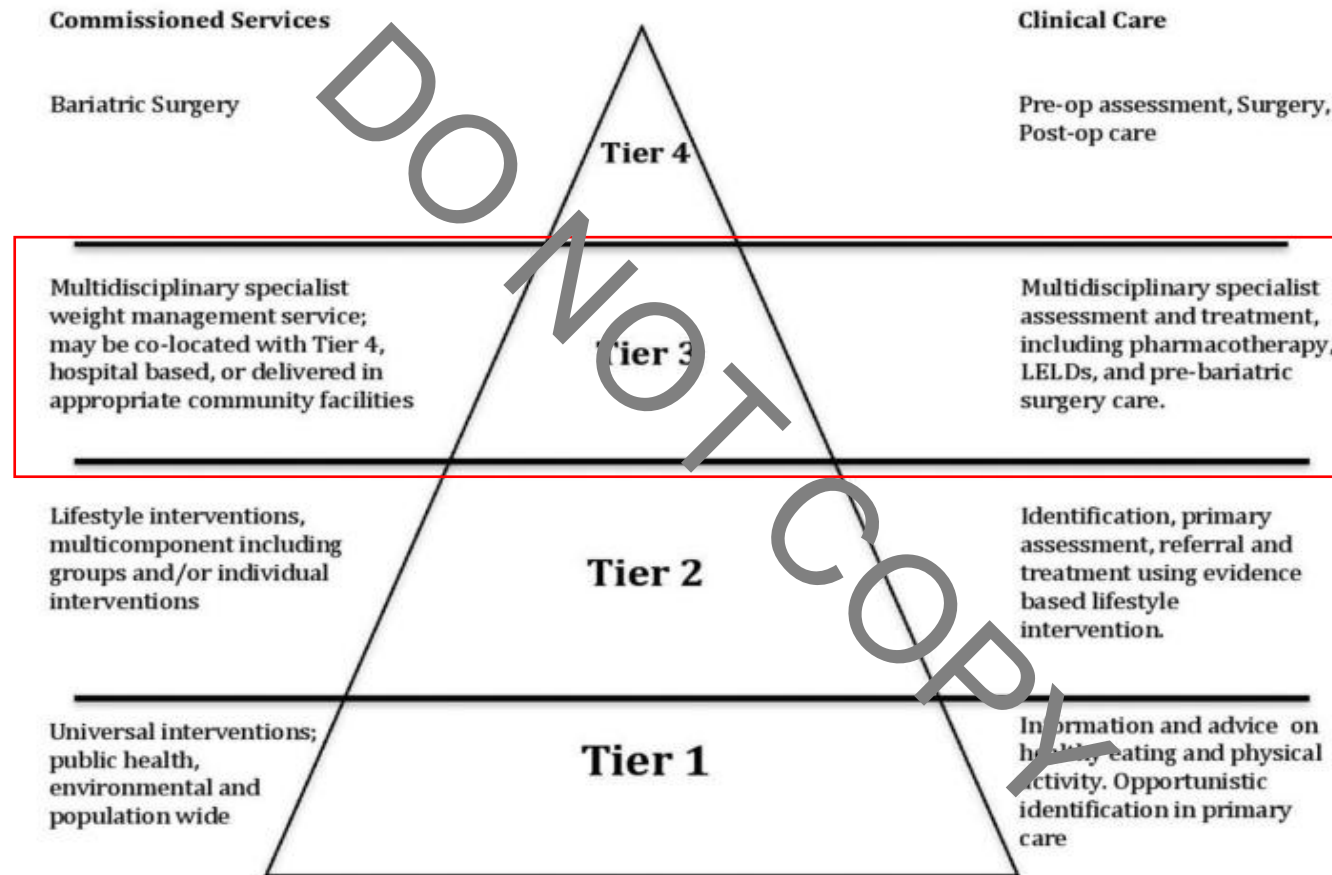 Commissioned Services
Clinical Care
Bariatric Surgery
Pre-op assessment, Surgery,
Post-op care
Tier 4
Multidisciplinary specialist
weight management service;
may be co-located with Tier 4,
hospital based, or delivered in
appropriate community facilities
Tier 3
Multidisciplinary specialist
assessment and treatment,
including pharmacotherapy,
LELDs, and pre-bariatric
surgery care.
Lifestyle interventions,
multicomponent including
groups and/or individual
interventions
Tier 2
Identification, primary
assessment, referral and
treatment using evidence
based lifestyle
intervention.
Universal interventions;
public health,
environmental and
population wide
Tier 1
Information and advice on
healthy eating and physical
activity. Opportunistic
identification in primary
care
DO NOT COPY